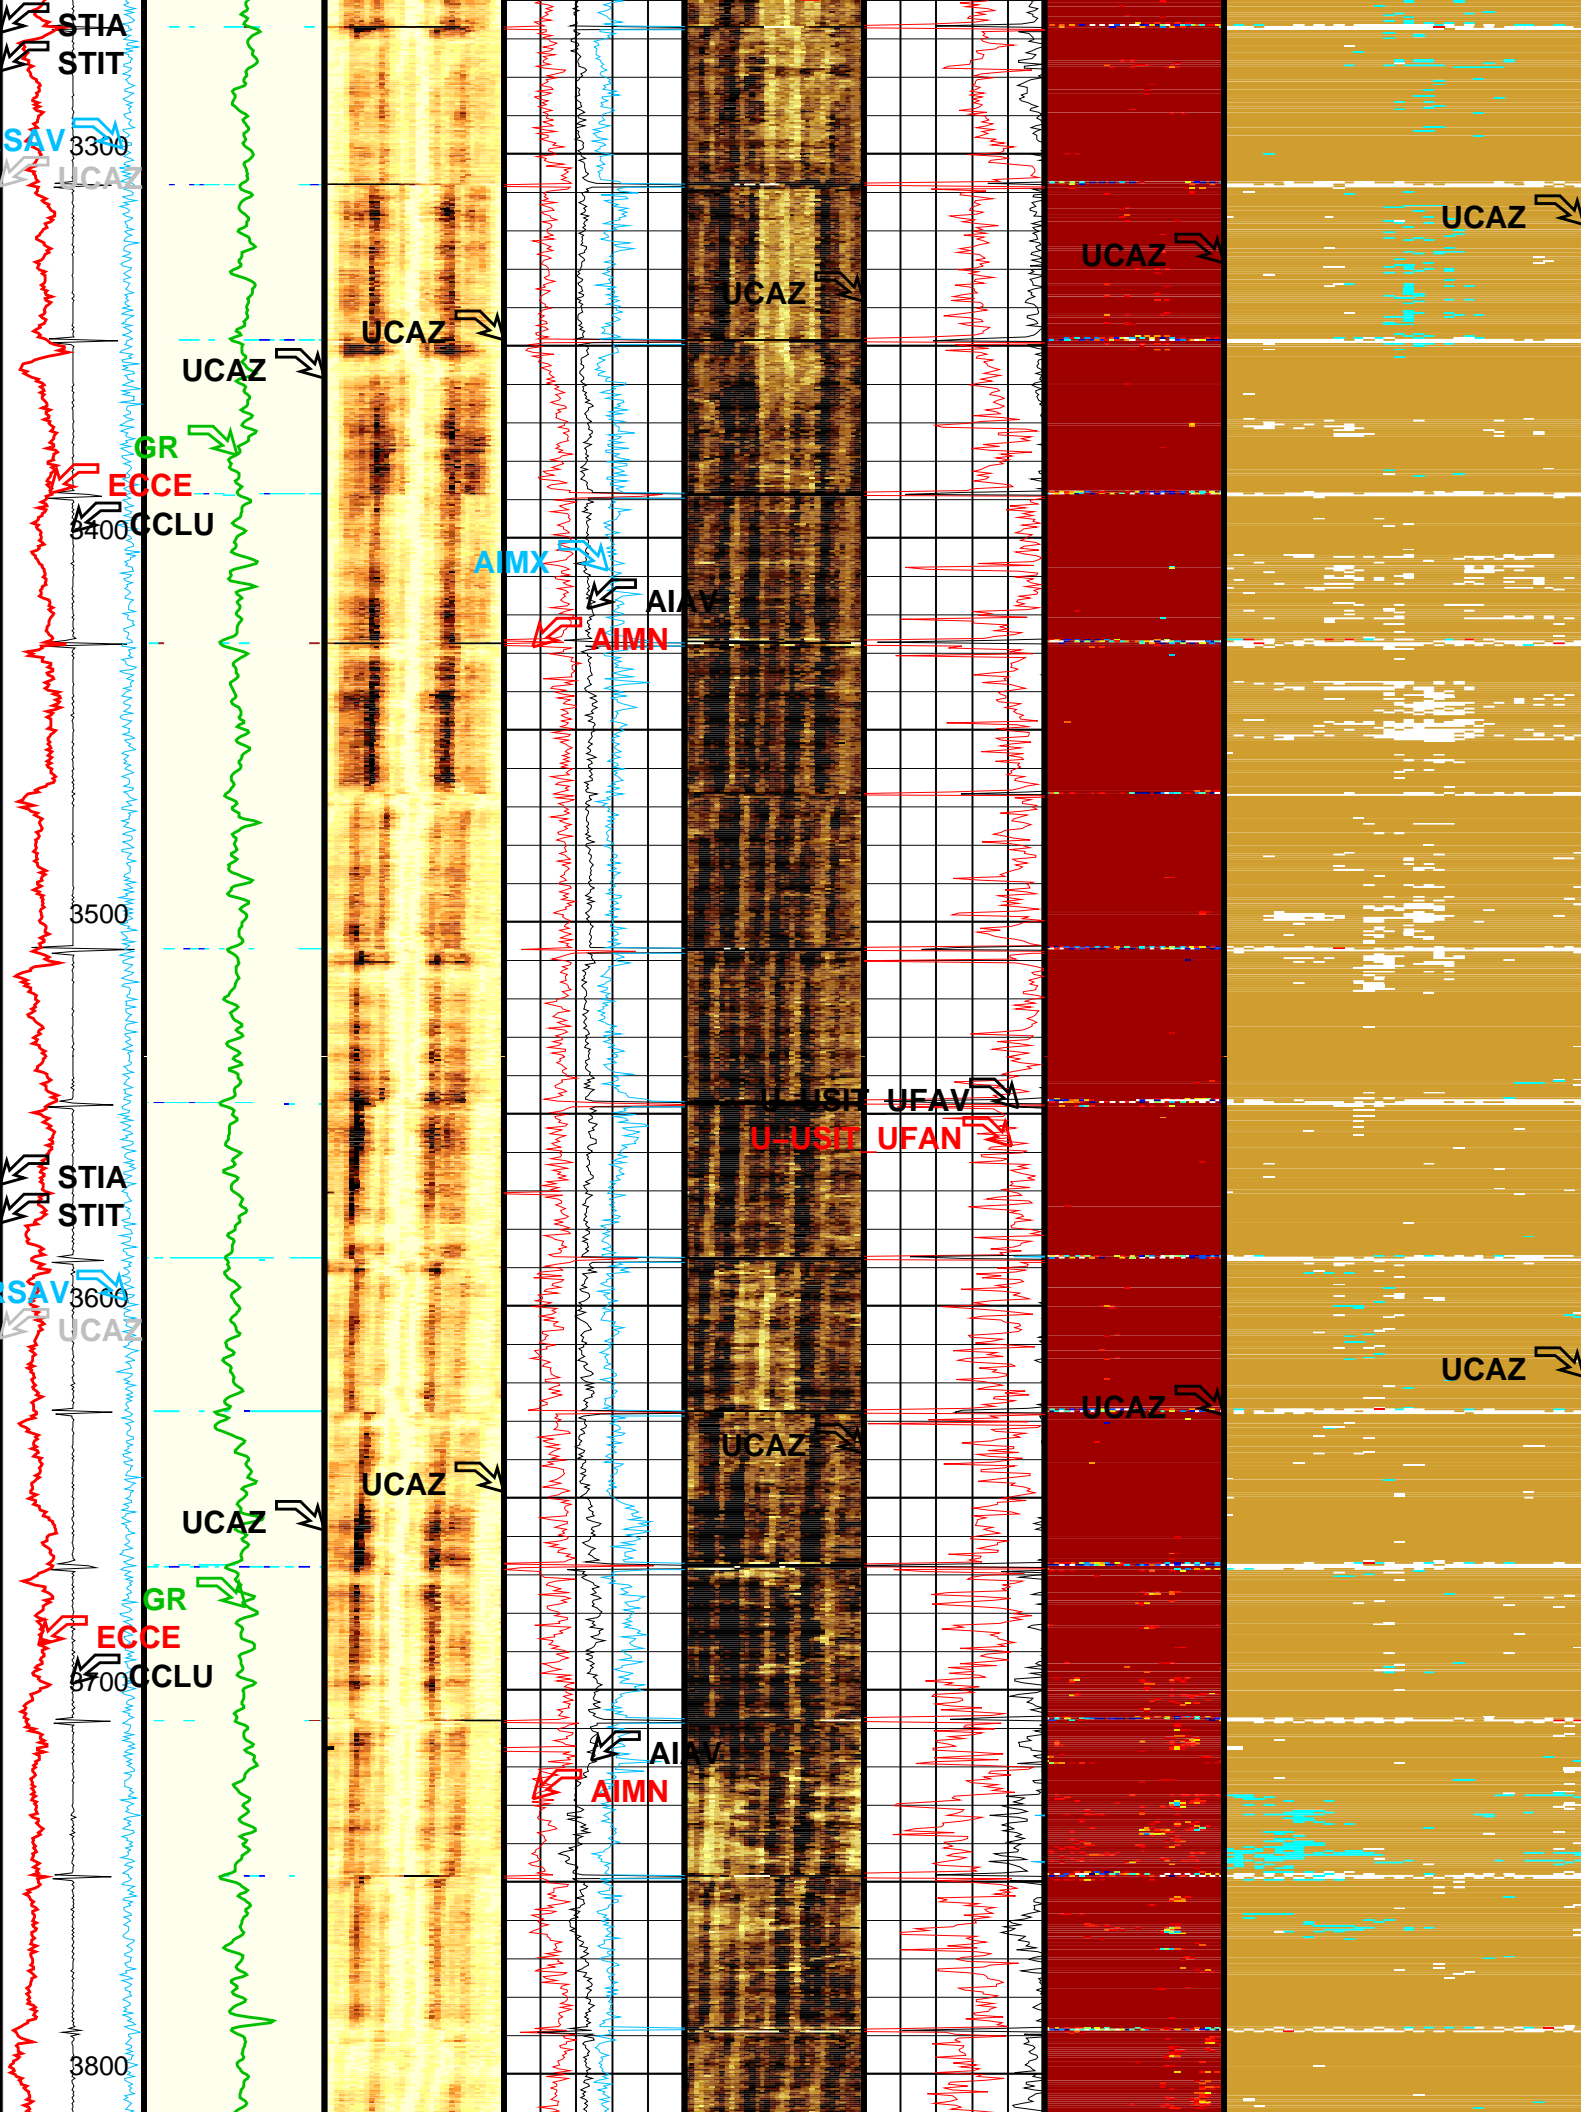 STIA
STIT
SAV
3300
UCAZ
UCAZ
UCAZ
UCAZ
UCAZ
UCAZ
GR
ECCE
3400
CCLU
AIMX
AIAV
AIMN
3500
U-USIT_UFAV
U-USIT_UFAN
STIA
STIT
RSAV
3600
UCAZ
UCAZ
UCAZ
UCAZ
UCAZ
UCAZ
GR
ECCE
3700
CCLU
AIAV
AIMN
3800